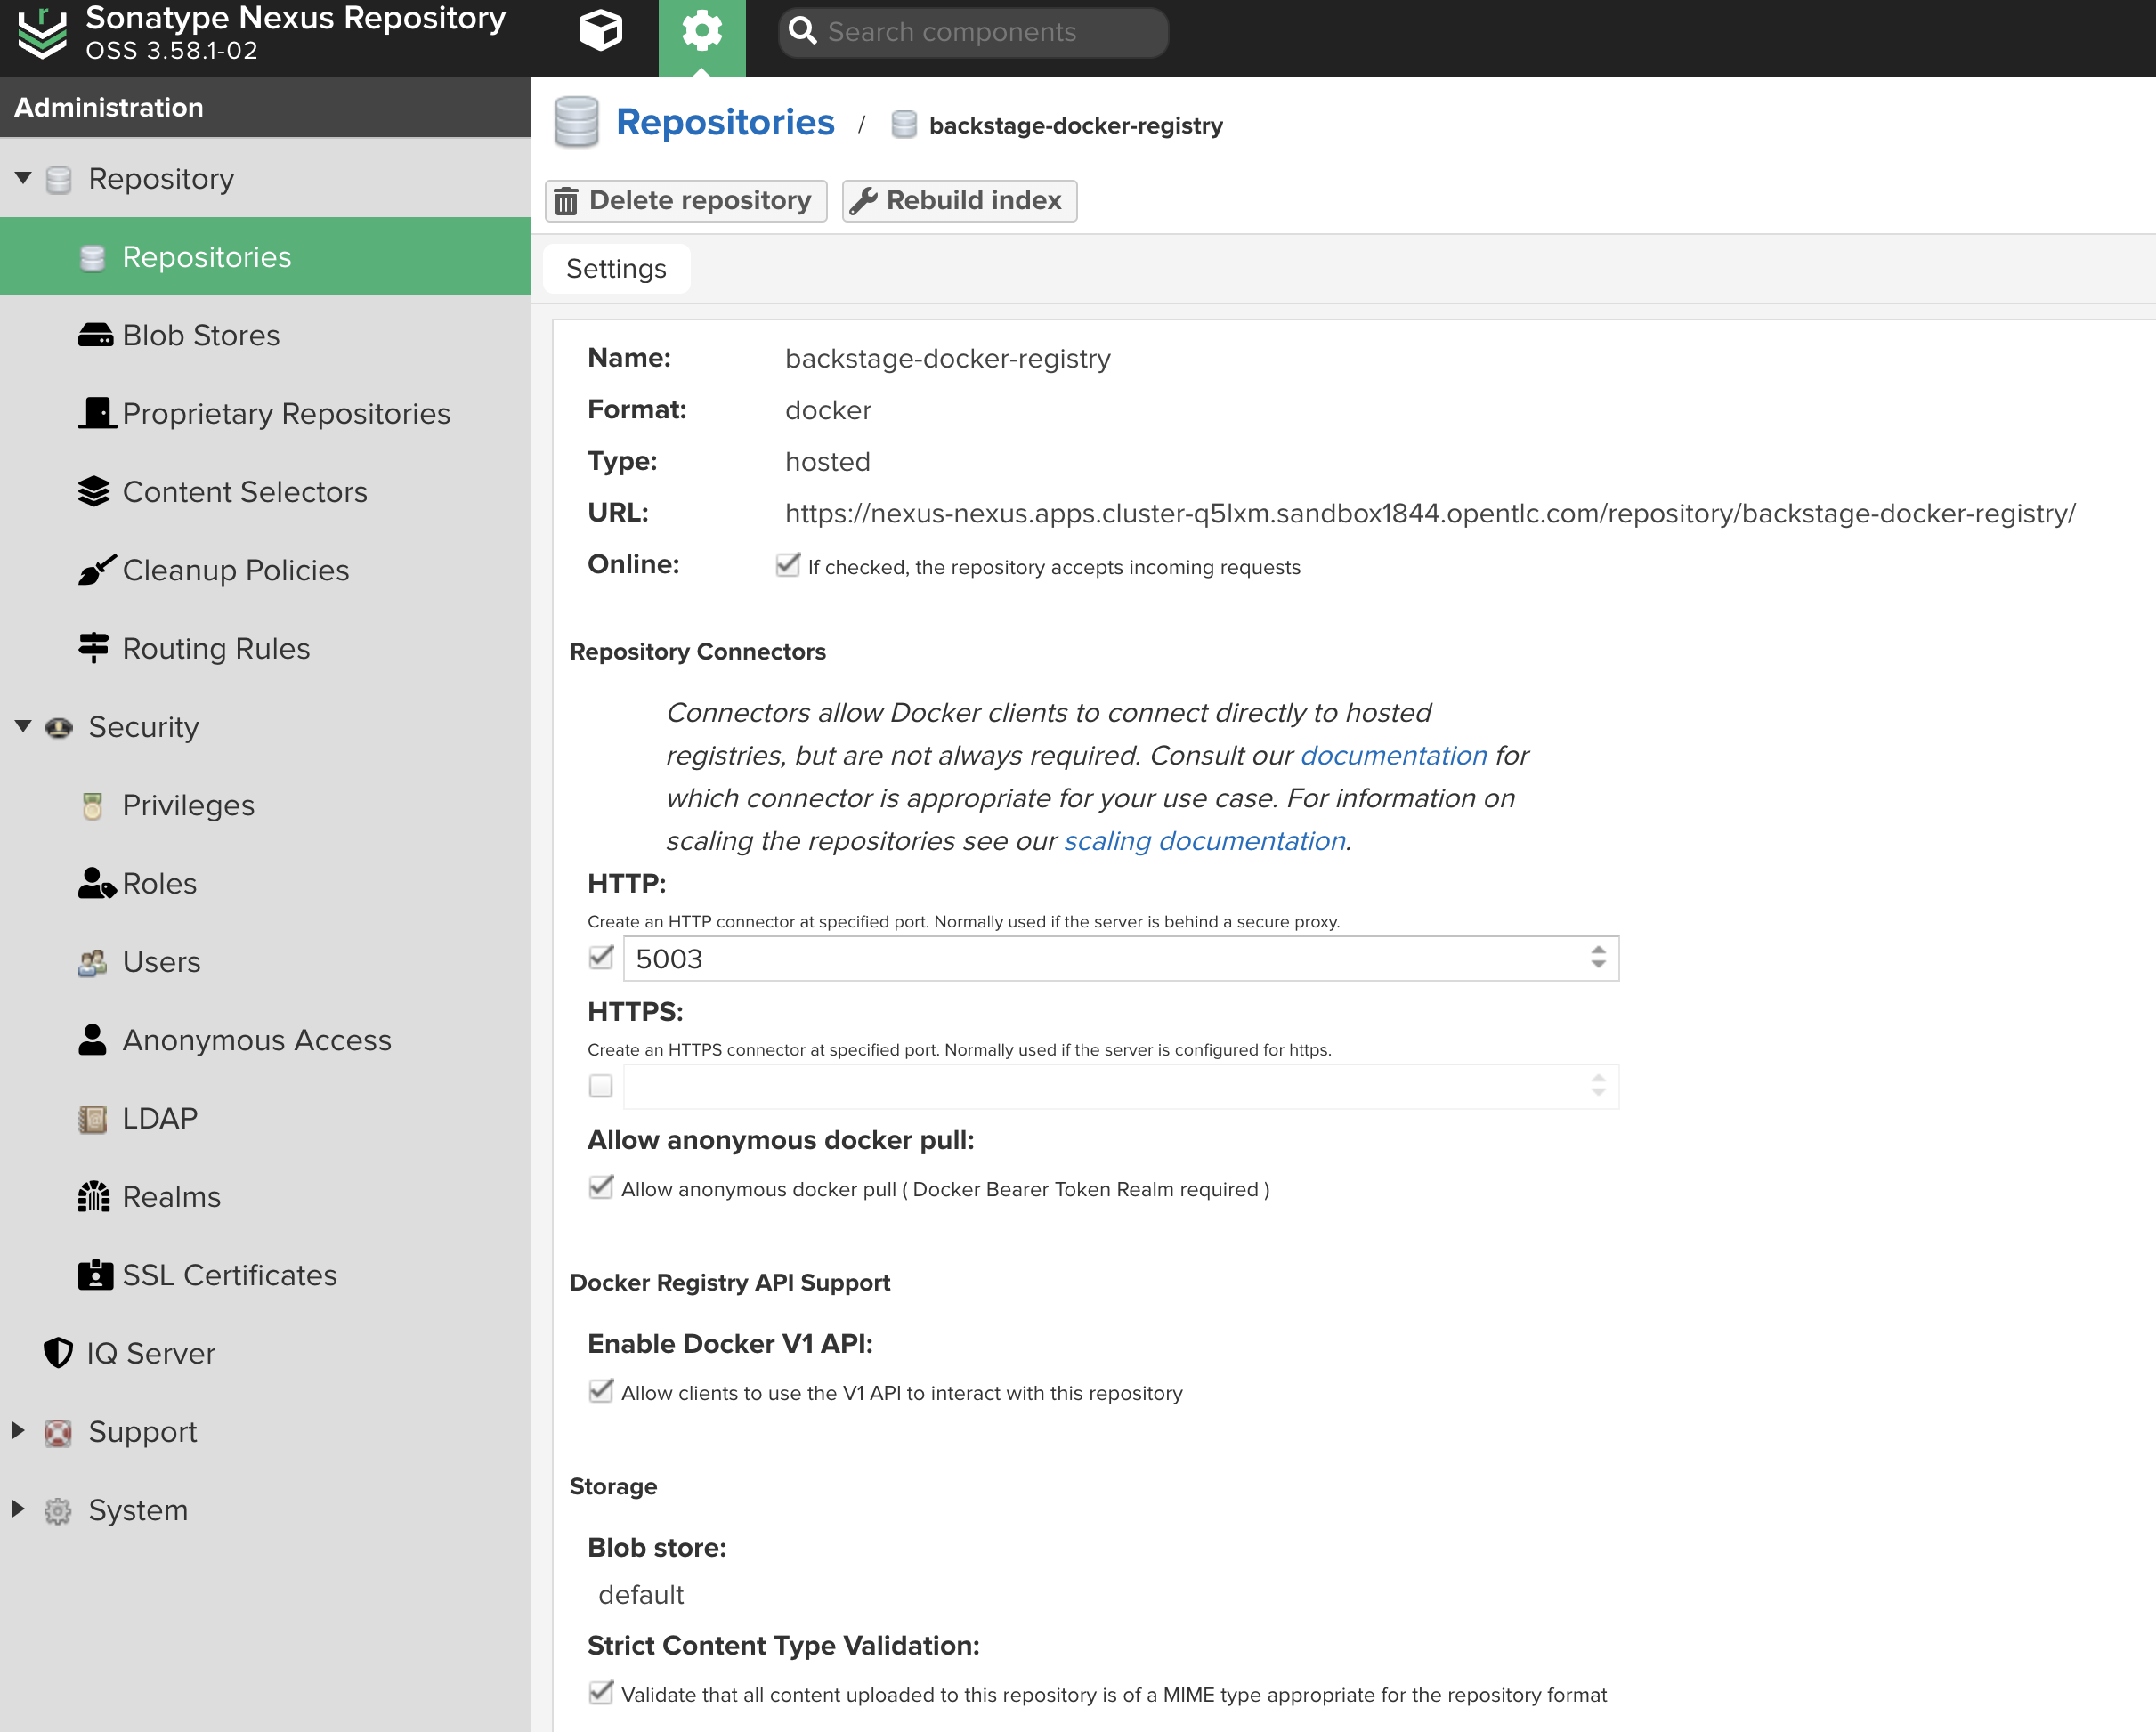 Sonatype Nexus Repository
OSS 3.58.1-02
Search components
Administration
Repository
Repositories
Blob Stores
Proprietary Repositories
Content Selectors
Cleanup Policies
Routing Rules
Security
Privileges
Roles
Users
Anonymous Access
LDAP
Realms
SSL Certificates
IQ Server
Support
System
Repositories / backstage-docker-registry
Delete repository Rebuild index
Settings
Name: backstage-docker-registry
Format: docker
Type: hosted
URL: https://nexus-nexus.apps.cluster-q5lxm.sandbox1844.opentlc.com/repository/backstage-docker-registry/
Online: If checked, the repository accepts incoming requests
Repository Connectors
Connectors allow Docker clients to connect directly to hosted
registries, but are not always required. Consult our documentation for
which connector is appropriate for your use case. For information on
scaling the repositories see our scaling documentation.
HTTP:
Create an HTTP connector at specified port. Normally used if the server is behind a secure proxy.
5003
HTTPS:
Create an HTTPS connector at specified port. Normally used if the server is configured for https.
Allow anonymous docker pull:
Allow anonymous docker pull ( Docker Bearer Token Realm required )
Docker Registry API Support
Enable Docker V1 API:
Allow clients to use the V1 API to interact with this repository
Storage
Blob store:
default
Strict Content Type Validation:
Validate that all content uploaded to this repository is of a MIME type appropriate for the repository format